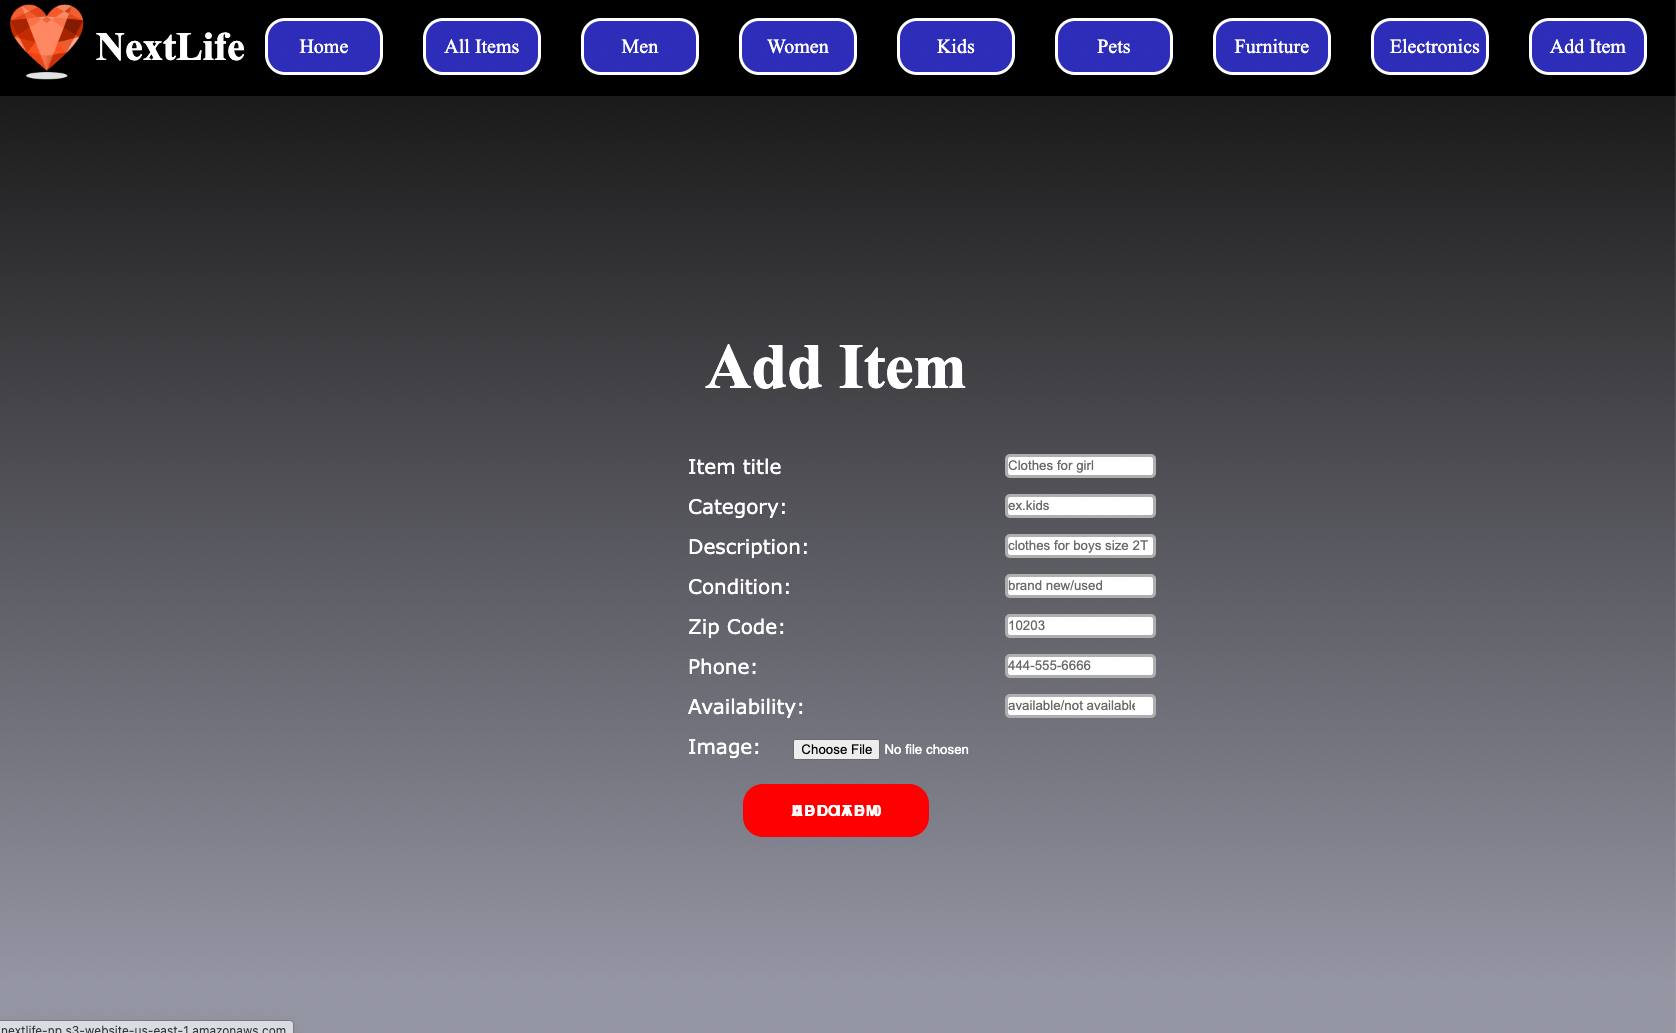 NextLife Home All Items Men Women Kids Pets Furniture Electronics Add Item
Add Item
Item title Clothes for girl
Category: ex.kids
Description: clothes for boys size 2T
Condition: brand new/used
Zip Code: 10203
Phone: 444-555-6666
Availability: available/not available
Image: Choose File No file chosen
nextlife-np.s3-website-us-east-1.amazonaws.com